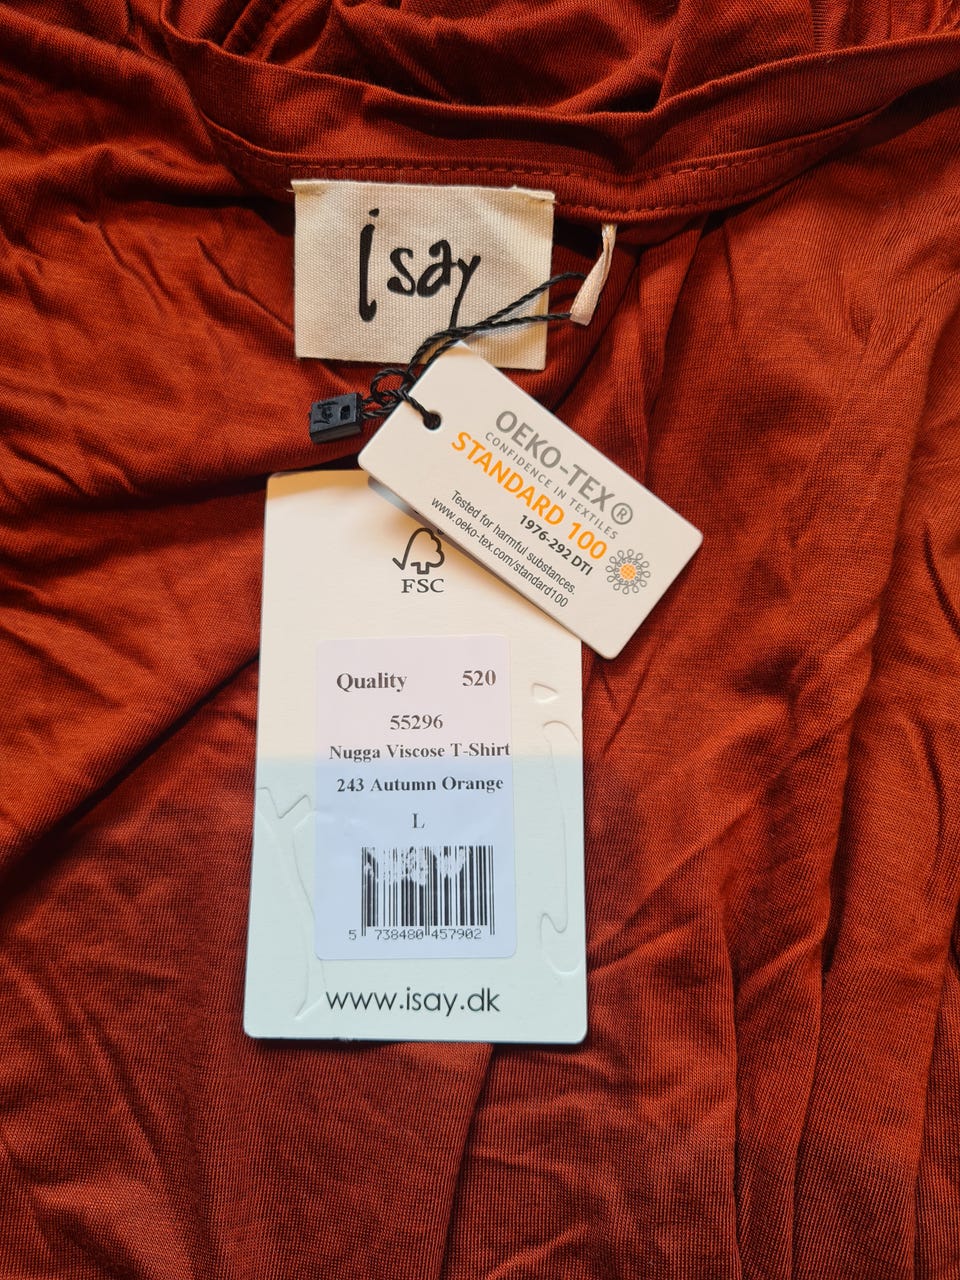 isay
OEKO-TEX®
CONFIDENCE IN TEXTILES
STANDARD 100
1976-292 DTI
Tested for harmful substances.
www.oeko-tex.com/standard100
FSC
Quality 520
55296
Nugga Viscose T-Shirt
243 Autumn Orange
L
5 738480 457902
www.isay.dk